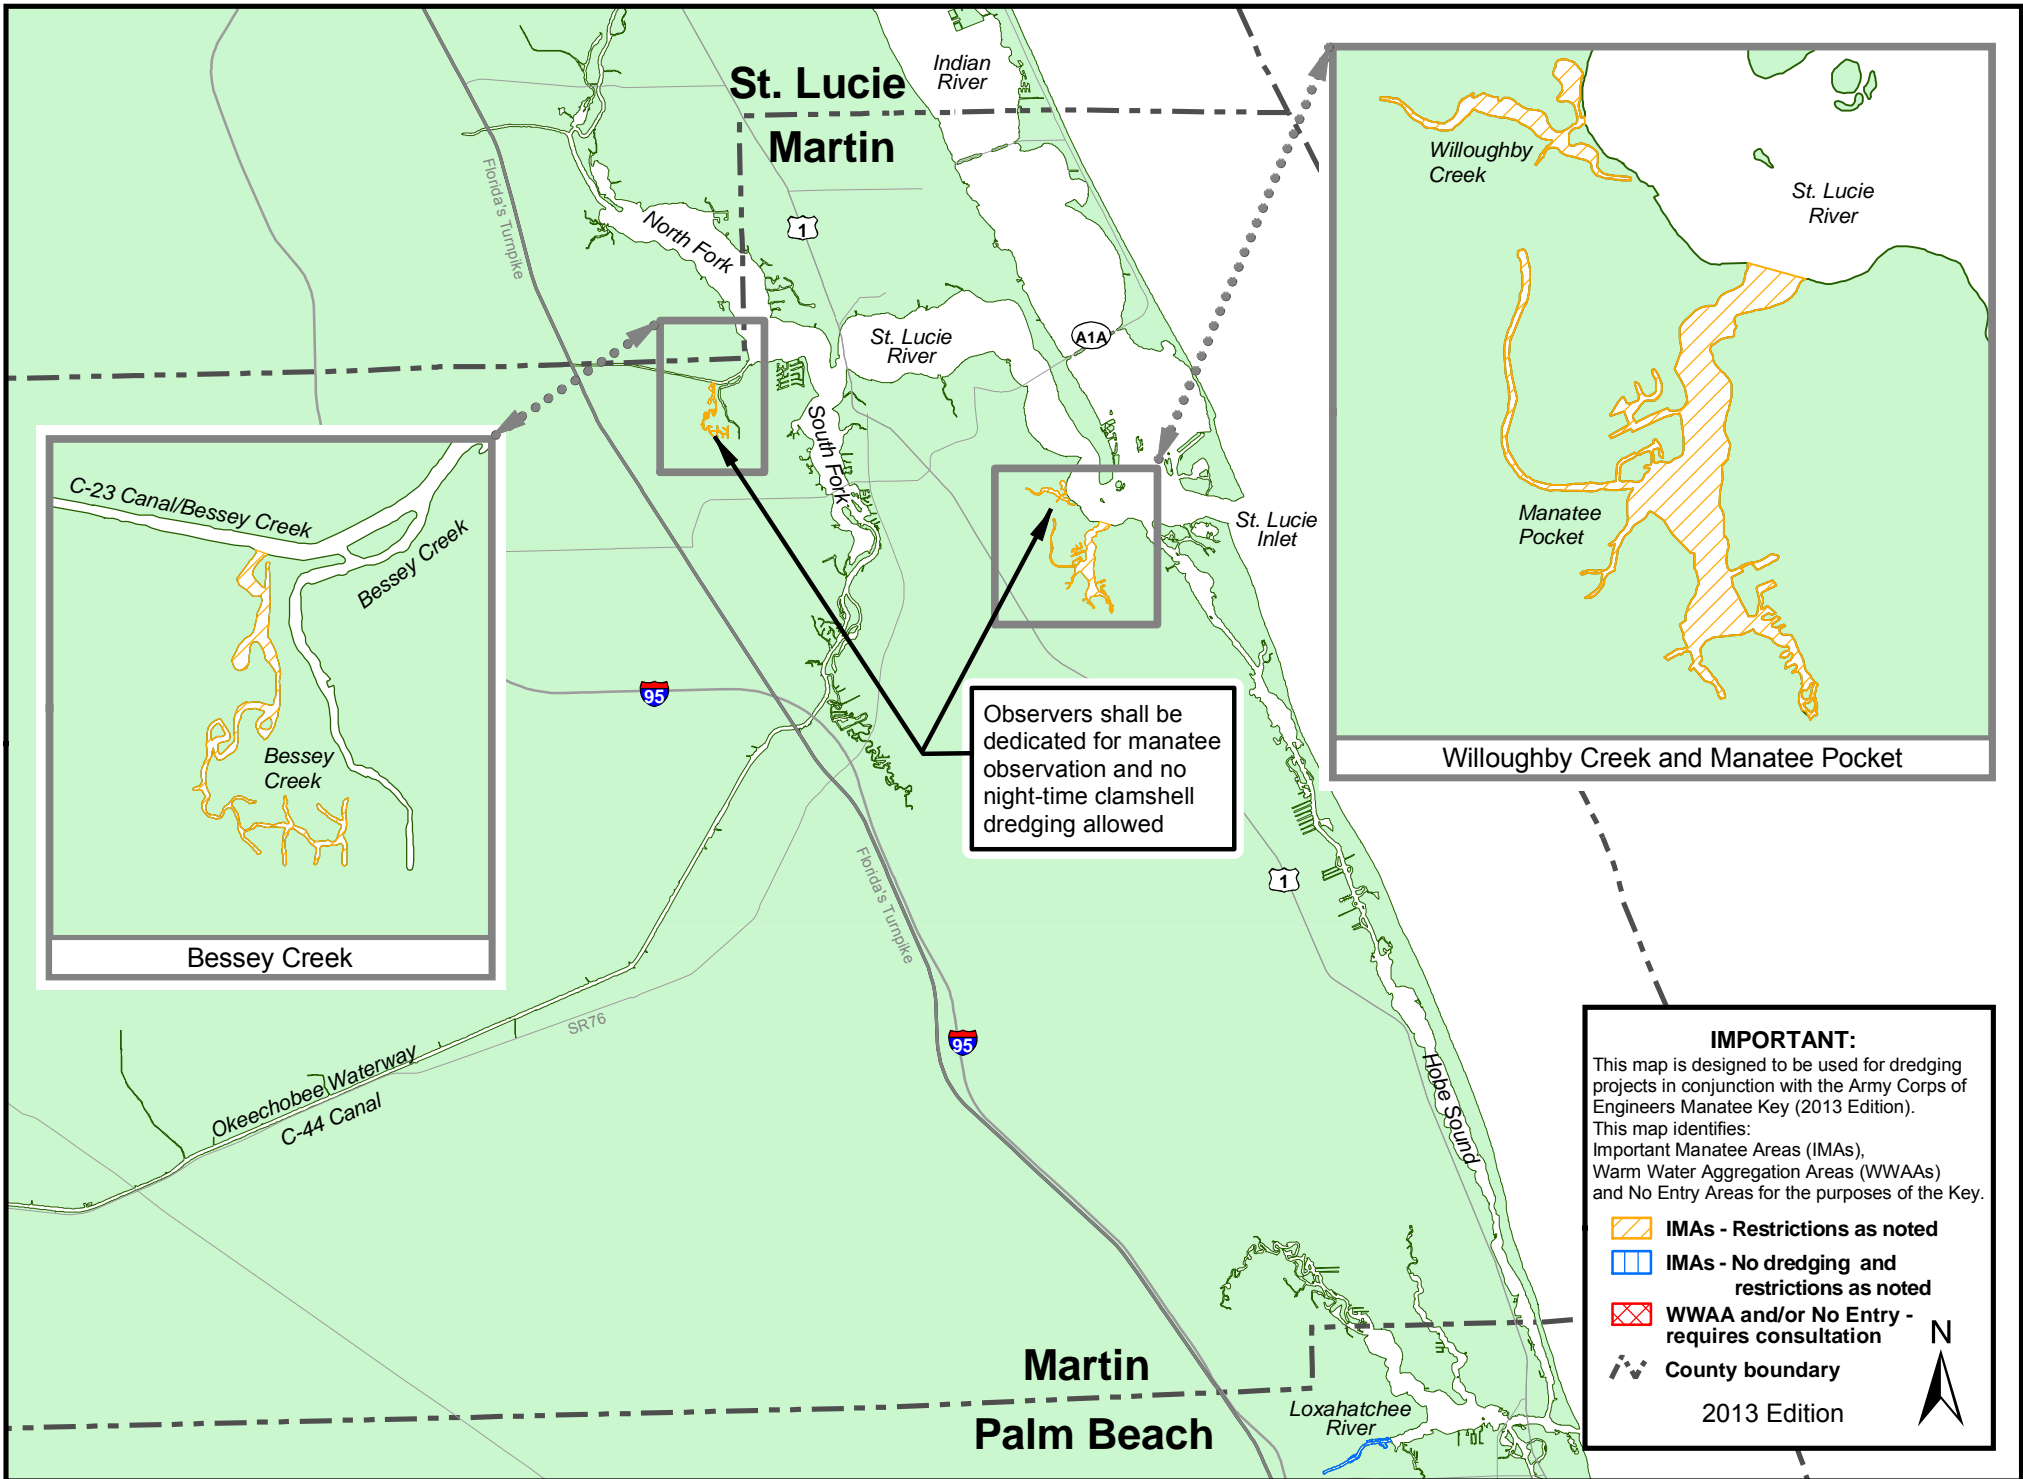 St. Lucie
Martin
Indian
River
Florida's Turnpike
North Fork
1
St. Lucie
River
A1A
South Fork
St. Lucie
Inlet
Willoughby
Creek
St. Lucie
River
Manatee
Pocket
Willoughby Creek and Manatee Pocket
C-23 Canal/Bessey Creek
Bessey Creek
Bessey
Creek
Bessey Creek
95
Observers shall be
dedicated for manatee
observation and no
night-time clamshell
dredging allowed
Florida's Turnpike
1
SR76
95
Okeechobee Waterway
C-44 Canal
Hobe Sound
Martin
Palm Beach
Loxahatchee
River
IMPORTANT:
This map is designed to be used for dredging
projects in conjunction with the Army Corps of
Engineers Manatee Key (2013 Edition).
This map identifies:
Important Manatee Areas (IMAs),
Warm Water Aggregation Areas (WWAAs)
and No Entry Areas for the purposes of the Key.
IMAs - Restrictions as noted
IMAs - No dredging and
restrictions as noted
WWAA and/or No Entry -
requires consultation
County boundary
N
2013 Edition